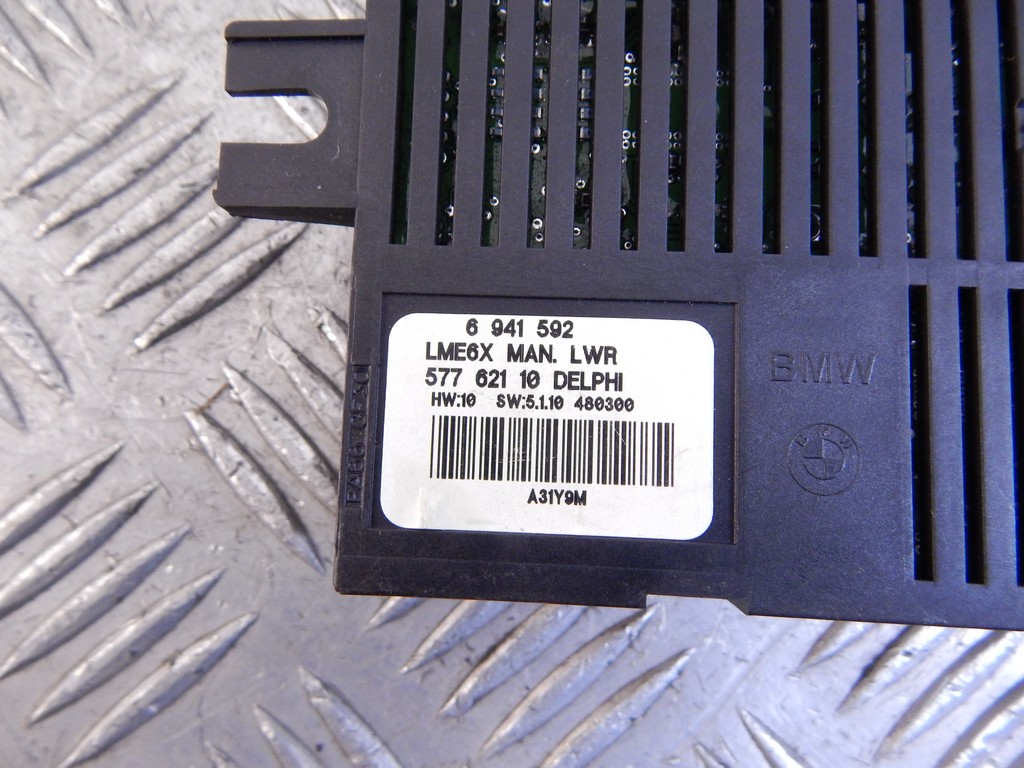 6 941 592
LME6X MAN. LWR
577 621 10 DELPHI
HW:10 SW:5.1.10 480300
A31Y9M
BMW
BMW